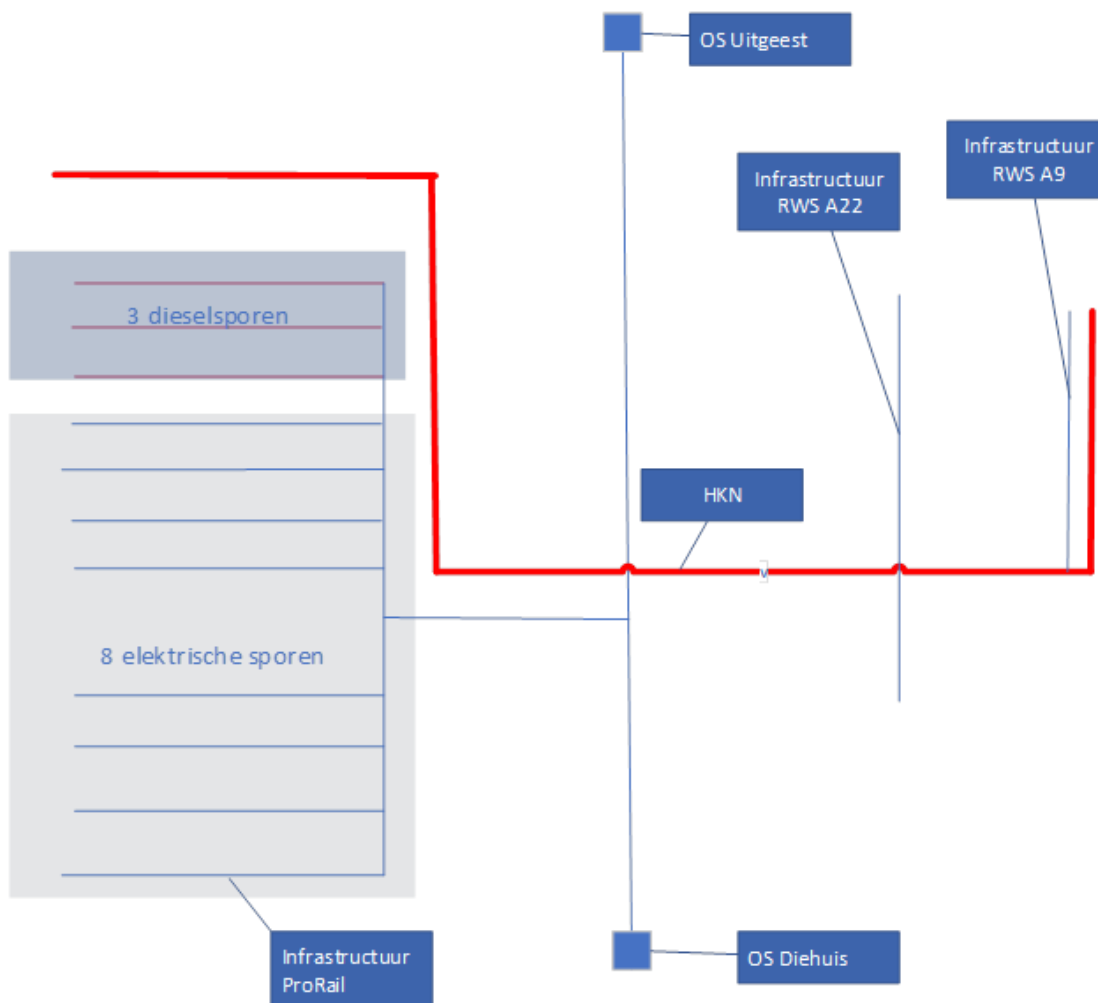 OS Uitgeest
Infrastructuur
RWS A9
Infrastructuur
RWS A22
3 dieselsporen
HKN
v
8 elektrische sporen
OS Diehuis
Infrastructuur
ProRail